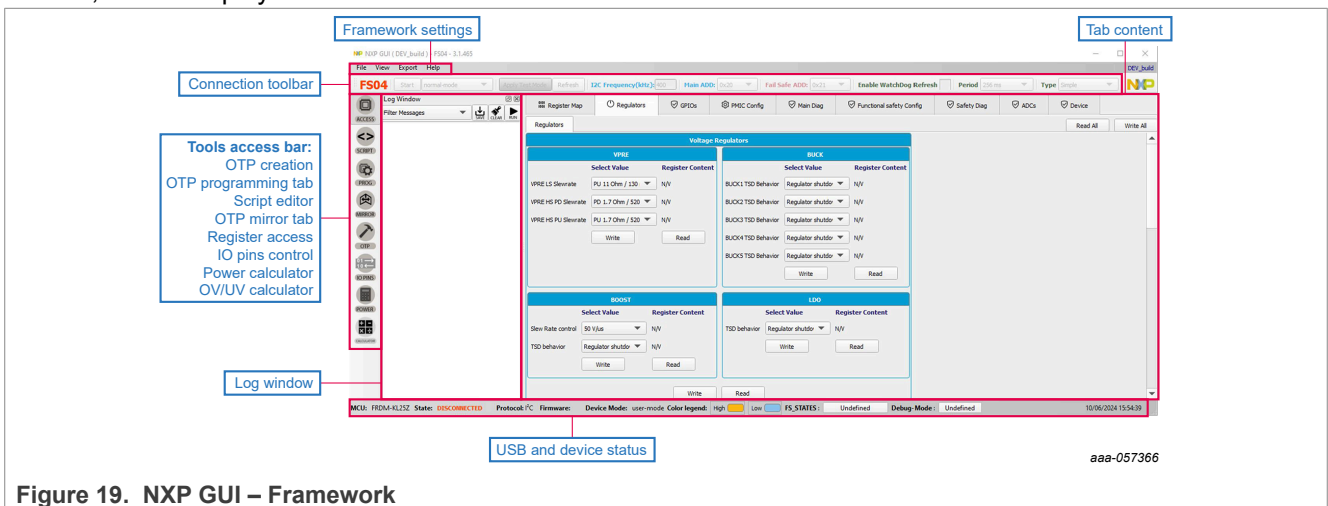 Framework settings
Tab content
NXP GUI ( DEV_build ) FS04 - 3.1.465
File View Export Help
DEV_build
Connection toolbar
FS04 Start normal-mode Refresh I2C Frequency(kHz): 400 Main ADD: 0x20 Fail Safe ADD: 0x21 Enable WatchDog Refresh Period 256 ms Type Simple NXP
Log Window
Filter Messages SAVE CLEAR RUN
Register Map Regulators GPIOs PMIC Config Main Diag Functional safety Config Safety Diag ADCs Device
Regulators Read All Write All
ACCESS
SCRIPT
PROG
MIRROR
OTP
IO PINS
POWER
CALCULATOR
Tools access bar:
OTP creation
OTP programming tab
Script editor
OTP mirror tab
Register access
IO pins control
Power calculator
OV/UV calculator
Voltage Regulators
VPRE
Select Value Register Content
VPRE LS Slewrate PU 11 Ohm / 130 N/V
VPRE HS PD Slewrate PD 1.7 Ohm / 520 N/V
VPRE HS PU Slewrate PU 1.7 Ohm / 520 N/V
Write Read
BUCK
Select Value Register Content
BUCK1 TSD Behavior Regulator shutdov N/V
BUCK2 TSD Behavior Regulator shutdov N/V
BUCK3 TSD Behavior Regulator shutdov N/V
BUCK4 TSD Behavior Regulator shutdov N/V
BUCK5 TSD Behavior Regulator shutdov N/V
Write Read
BOOST
Select Value Register Content
Slew Rate control 50 V/us N/V
TSD behavior Regulator shutdov N/V
Write Read
LDO
Select Value Register Content
TSD behavior Regulator shutdov N/V
Write Read
Write Read
Log window
MCU: FRDM-KL25Z State: DISCONNECTED Protocol: I²C Firmware: Device Mode: user-mode Color legend: High Low FS_STATES : Undefined Debug-Mode : Undefined 10/06/2024 15:54:39
USB and device status
aaa-057366
Figure 19. NXP GUI – Framework